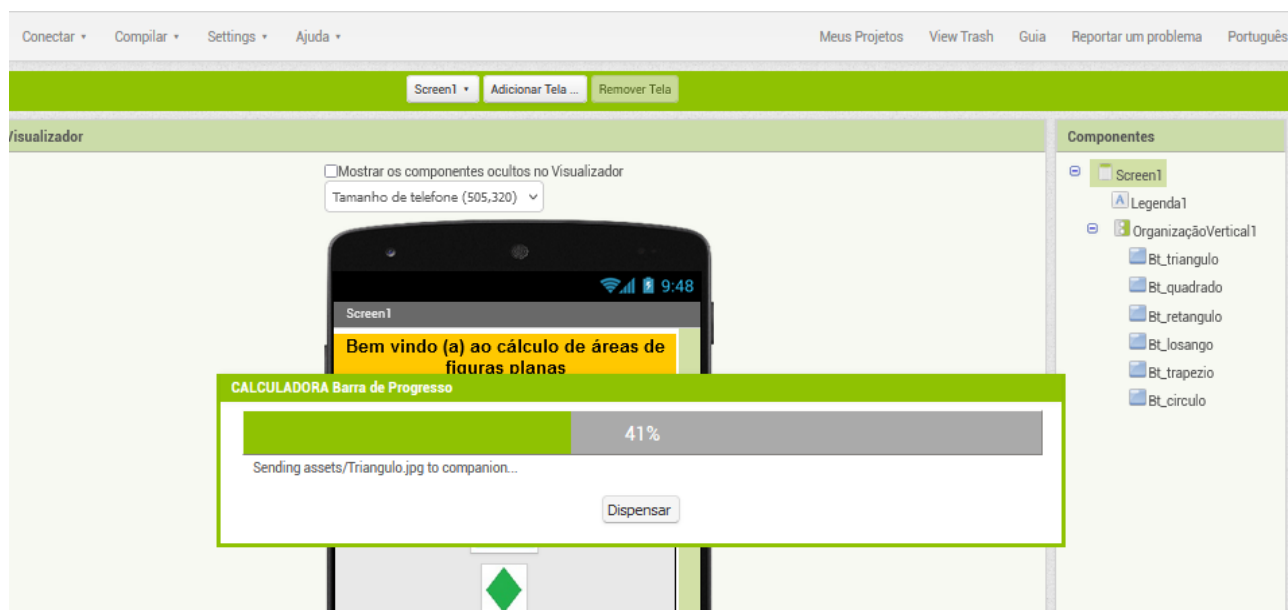 Conectar Compilar Settings Ajuda Meus Projetos View Trash Guia Reportar um problema Português
Screen1 Adicionar Tela ... Remover Tela
Visualizador
Mostrar os componentes ocultos no Visualizador
Tamanho de telefone (505,320)
9:48
Screen1
Bem vindo (a) ao cálculo de áreas de
figuras planas
CALCULADORA Barra de Progresso
41%
Sending assets/Triangulo.jpg to companion...
Dispensar
Componentes
Screen1
A Legenda1
OrganizaçãoVertical1
Bt_triangulo
Bt_quadrado
Bt_retangulo
Bt_losango
Bt_trapezio
Bt_circulo